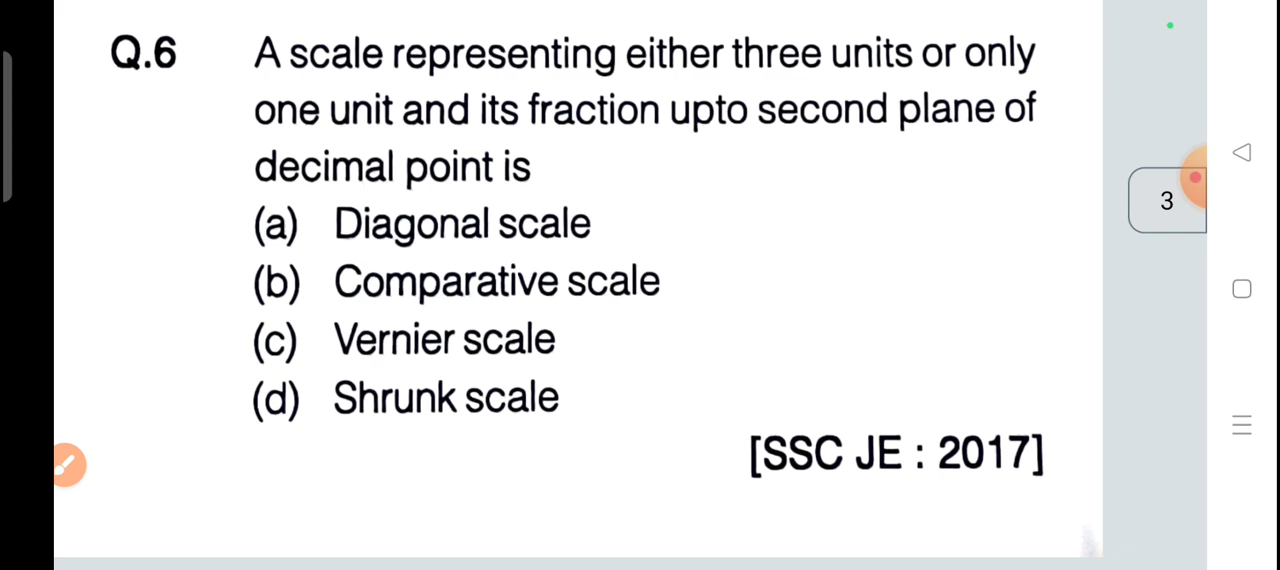 Q.6 A scale representing either three units or only
one unit and its fraction upto second plane of
decimal point is
(a) Diagonal scale
(b) Comparative scale
(c) Vernier scale
(d) Shrunk scale
[SSC JE : 2017]
3